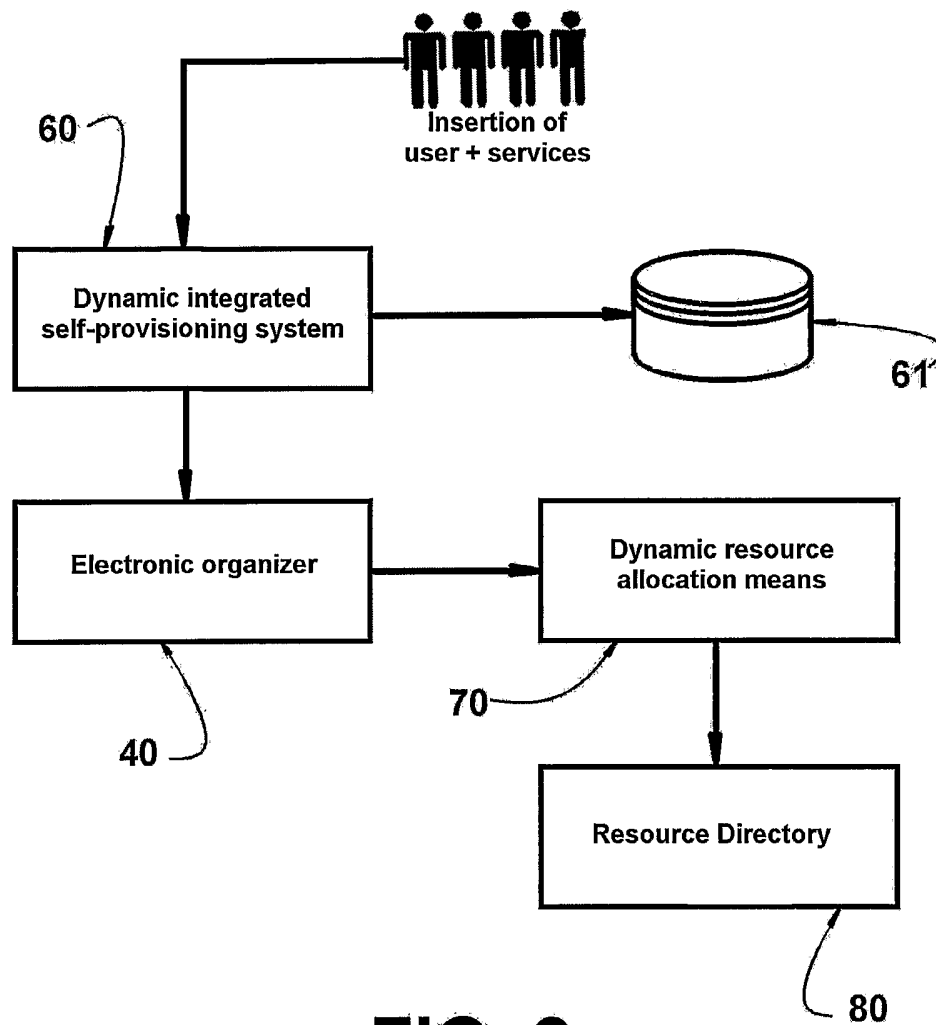 Insertion of
user + services
60
Dynamic integrated
self-provisioning system
61
Electronic organizer
Dynamic resource
allocation means
70
40
Resource Directory
80